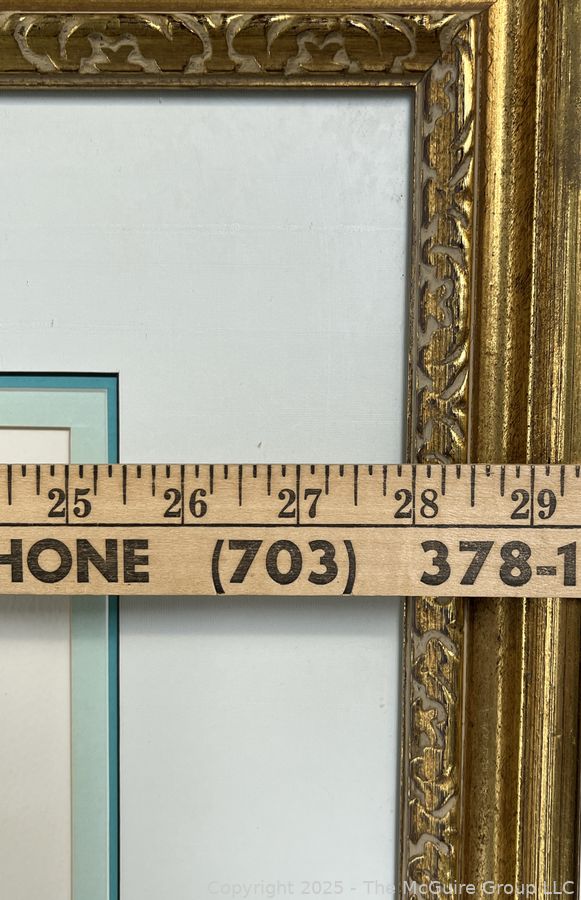 25 26 27 28 29
HONE (703) 378-1
Copyright 2025 - The McGuire Group LLC